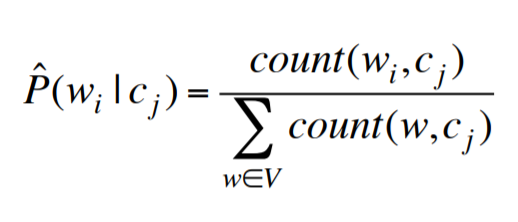 P̂(wᵢ | cⱼ) = count(wᵢ,cⱼ) / ∑w∈V count(w,cⱼ)